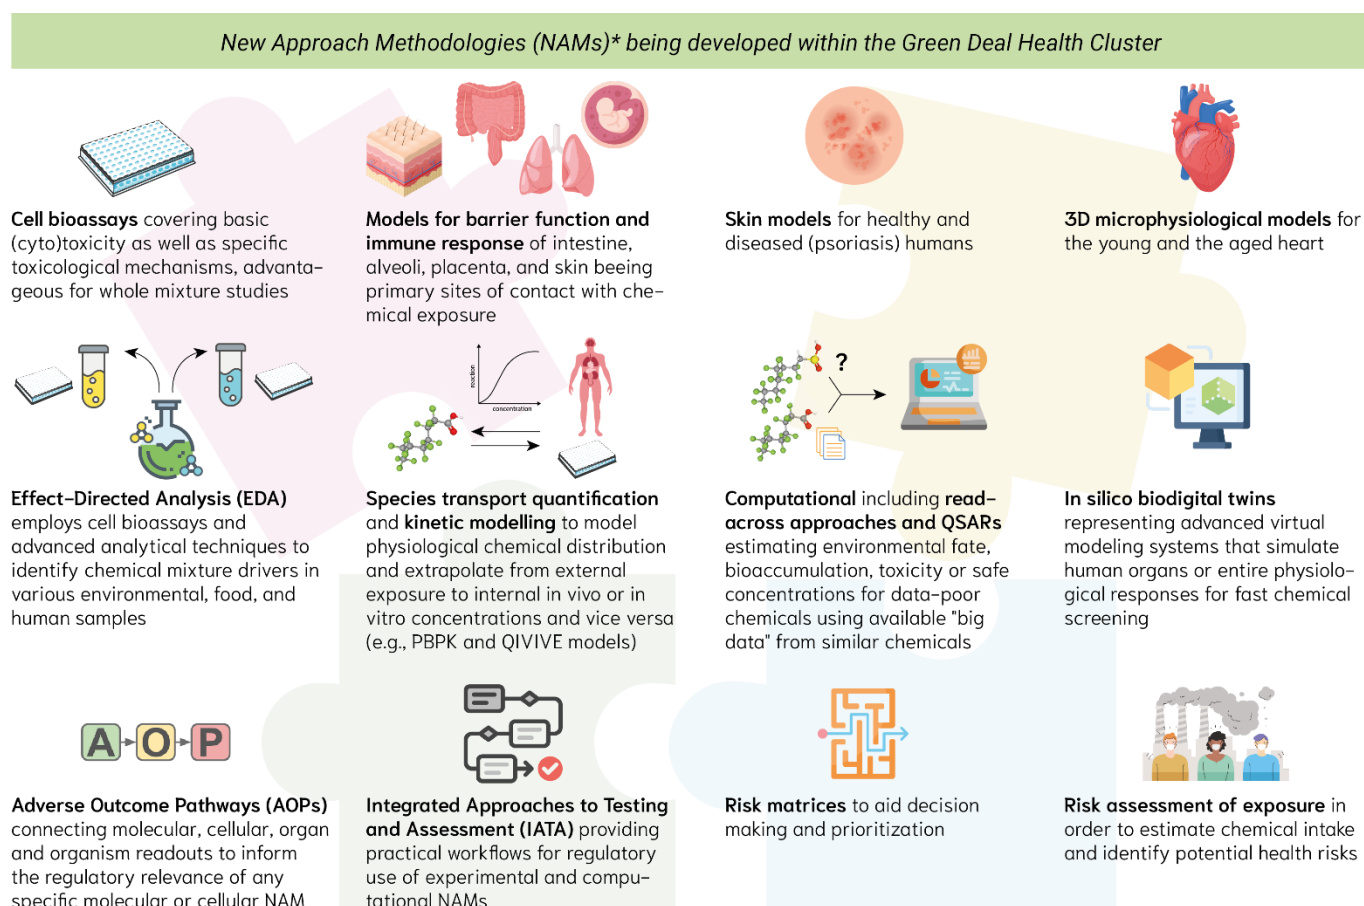 New Approach Methodologies (NAMs)* being developed within the Green Deal Health Cluster
Cell bioassays covering basic
(cyto)toxicity as well as specific
toxicological mechanisms, advanta-
geous for whole mixture studies
Models for barrier function and
immune response of intestine,
alveoli, placenta, and skin beeing
primary sites of contact with che-
mical exposure
Skin models for healthy and
diseased (psoriasis) humans
3D microphysiological models for
the young and the aged heart
reaction
concentration
?
Effect-Directed Analysis (EDA)
employs cell bioassays and
advanced analytical techniques to
identify chemical mixture drivers in
various environmental, food, and
human samples
Species transport quantification
and kinetic modelling to model
physiological chemical distribution
and extrapolate from external
exposure to internal in vivo or in
vitro concentrations and vice versa
(e.g., PBPK and QIVIVE models)
Computational including read-
across approaches and QSARs
estimating environmental fate,
bioaccumulation, toxicity or safe
concentrations for data-poor
chemicals using available "big
data" from similar chemicals
In silico biodigital twins
representing advanced virtual
modeling systems that simulate
human organs or entire physiolo-
gical responses for fast chemical
screening
A O P
Adverse Outcome Pathways (AOPs)
connecting molecular, cellular, organ
and organism readouts to inform
the regulatory relevance of any
specific molecular or cellular NAM
Integrated Approaches to Testing
and Assessment (IATA) providing
practical workflows for regulatory
use of experimental and compu-
tational NAMs
Risk matrices to aid decision
making and prioritization
Risk assessment of exposure in
order to estimate chemical intake
and identify potential health risks